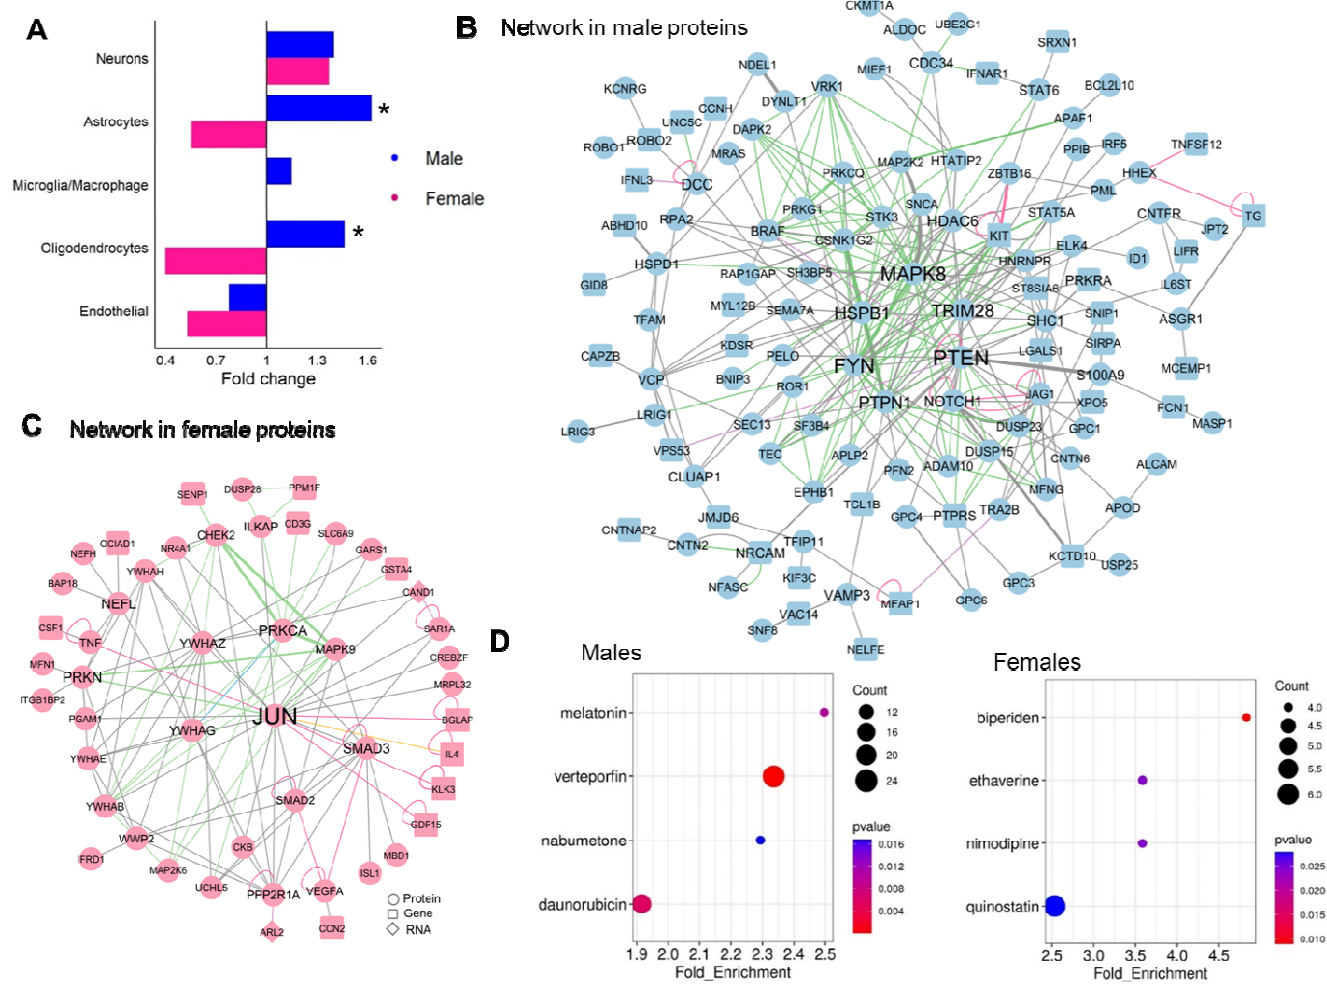 A
Neurons
Astrocytes
*
Microglia/Macrophage
Oligodendrocytes
*
Endothelial
0.4 0.7 1 1.3 1.6
Fold change
Male
Female
B Network in male proteins
CKMT1A
ALDOC
UBE2C1
SRXN1
NDEL1
MIEF1
CDC34
IFNAR1
STAT6
BCL2L10
KCNRG
VRK1
DYNLT1
CCNH
UNC5C
DAPK2
APAF1
ROBO1
ROBO2
MRAS
MAP2K2
HTATIP2
PPIB
IRF5
TNFSF12
IFNL3
DCC
PRKCQ
ZBTB16
HHEX
PML
SNCA
ABHD10
RPA2
PRKG1
STK3
HDAC6
STAT5A
CNTFR
TG
BRAF
KIT
JPT2
CSNK1G2
ELK4
LIFR
HSPD1
HNRNPR
ID1
GID8
RAP1GAP
SH3BP5
MAPK8
ST8SIA6
PRKRA
IL6ST
MYL12B
SEMA7A
HSPB1
TRIM28
SHC1
SNIP1
ASGR1
TFAM
KDSR
PELO
LGALS1
SIRPA
CAPZB
FYN
PTEN
S100A9
MCEMP1
VCP
BNIP3
ROR1
PTPN1
NOTCH1
JAG1
XPO5
FCN1
LRIG1
LRIG3
SEC13
SF3B4
DUSP23
GPC1
MASP1
VPS53
TEC
APLP2
DUSP15
CNTN6
ALCAM
CLUAP1
PFN2
ADAM10
EPHB1
MFNG
TCL1B
APOD
JMJD6
GPC4
PTPRS
TRA2B
CNTNAP2
CNTN2
NRCAM
TFIP11
KCTD10
USP25
NFASC
KIF3C
GPC3
VAMP3
MFAP1
GPC6
VAC14
SNF8
NELFE
C Network in female proteins
SENP1
DUSP28
PPM1F
CHEK2
ILKAP
CD3G
SLC6A9
CCIAD1
NEFH
NR4A1
GARS1
BAP18
YWHAH
GSTA4
NEFL
CAND1
CSF1
TNF
YWHAZ
PRKCA
SAR1A
MAPK9
MFN1
PRKN
CREBZF
ITGB1BP2
MRPL32
PGAM1
YWHAG
JUN
BGLAP
YWHAE
SMAD3
IL4
YWHAB
SMAD2
KLK3
WWP2
GDF15
CKB
FRD1
MBD1
MAP2K6
UCHL5
PPP2R1A
VEGFA
ISL1
ARL2
CCN2
Protein
Gene
RNA
D
Males
melatonin
verteporfin
nabumetone
daunorubicin
1.9 2.0 2.1 2.2 2.3 2.4 2.5
Fold_Enrichment
Count
12
16
20
24
pvalue
0.016
0.012
0.008
0.004
Females
biperiden
ethaverine
nimodipine
quinostatin
2.5 3.0 3.5 4.0 4.5
Fold_Enrichment
Count
4.0
4.5
5.0
5.5
6.0
pvalue
0.025
0.020
0.015
0.010